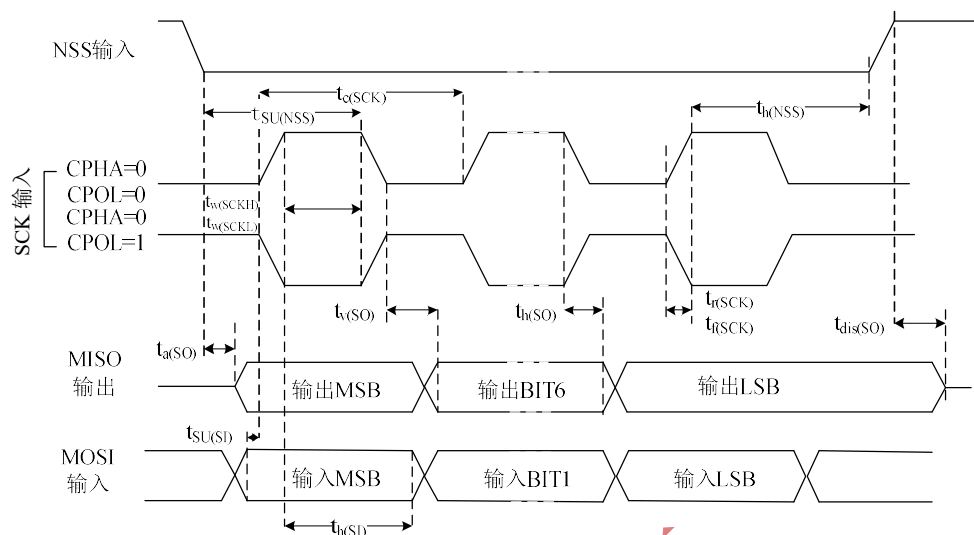 NSS输入
tc(SCK)
tSU(NSS)
th(NSS)
SCK 输入
CPHA=0
CPOL=0
CPHA=0
CPOL=1
tw(SCKH)
tw(SCKL)
tv(SO)
th(SO)
tr(SCK)
tf(SCK)
tdis(SO)
ta(SO)
MISO
输出
输出MSB
输出BIT6
输出LSB
tSU(SI)
MOSI
输入
输入MSB
输入BIT1
输入LSB
th(SI)